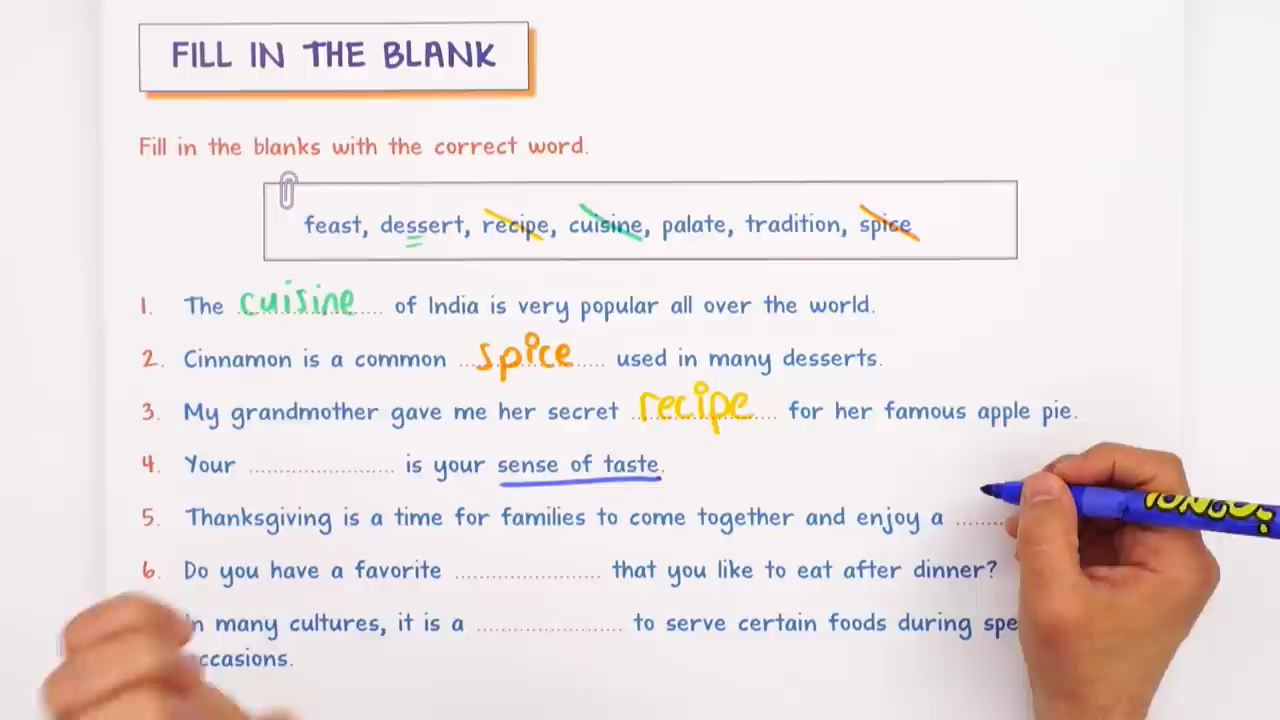 FILL IN THE BLANK
Fill in the blanks with the correct word.
feast, dessert, recipe, cuisine, palate, tradition, spice
1. The cuisine of India is very popular all over the world.
2. Cinnamon is a common spice used in many desserts.
3. My grandmother gave me her secret recipe for her famous apple pie.
4. Your .................... is your sense of taste.
5. Thanksgiving is a time for families to come together and enjoy a .......
6. Do you have a favorite .................... that you like to eat after dinner?
In many cultures, it is a .................... to serve certain foods during
occasions.